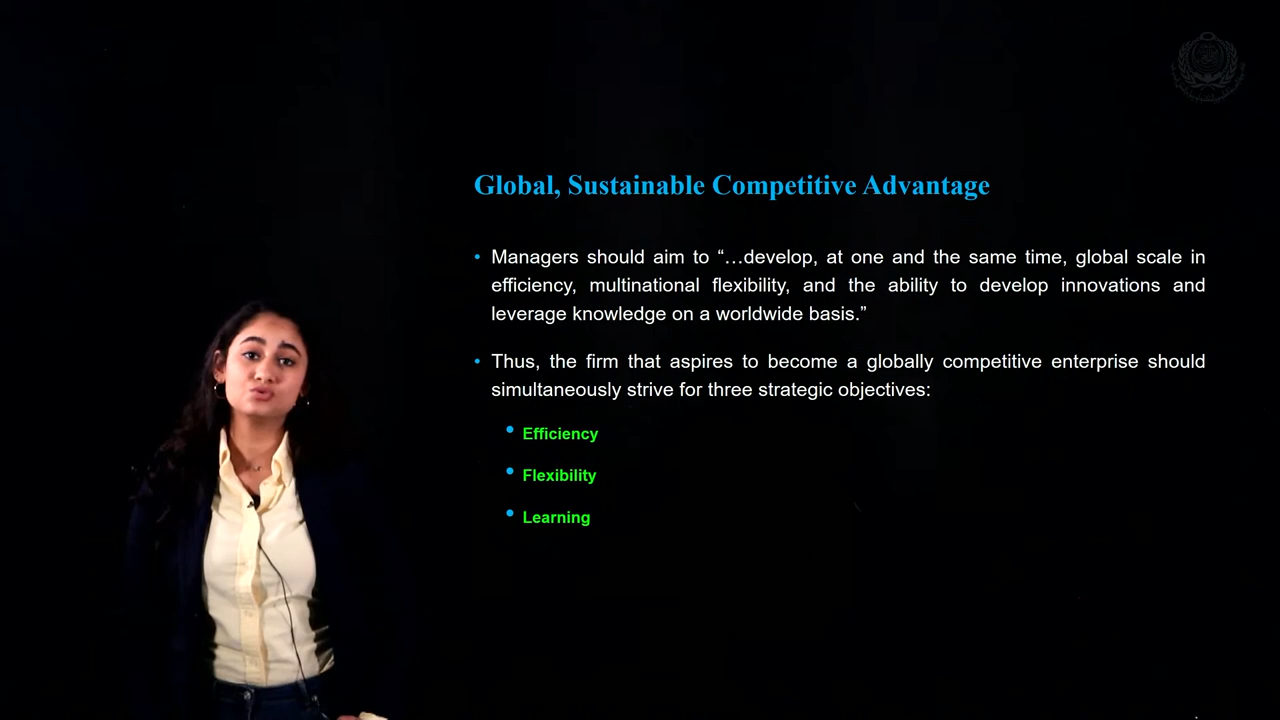 Global, Sustainable Competitive Advantage
• Managers should aim to “…develop, at one and the same time, global scale in
efficiency, multinational flexibility, and the ability to develop innovations and
leverage knowledge on a worldwide basis.”
• Thus, the firm that aspires to become a globally competitive enterprise should
simultaneously strive for three strategic objectives:
• Efficiency
• Flexibility
• Learning